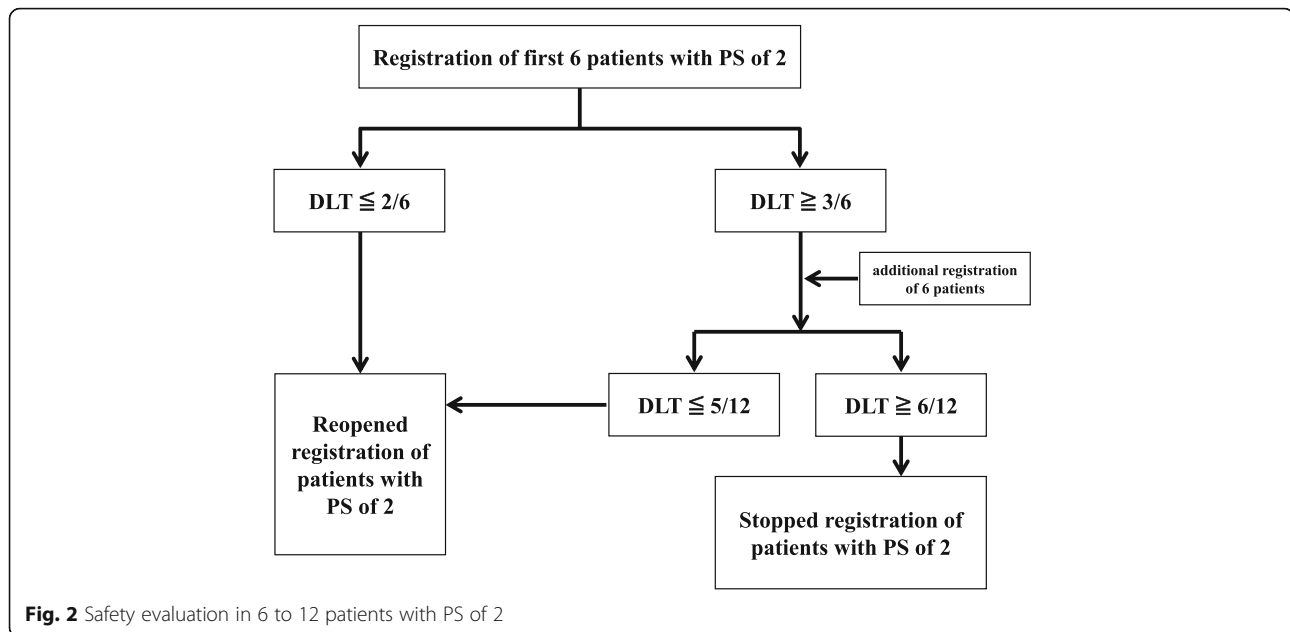 Registration of first 6 patients with PS of 2
DLT ≦ 2/6
DLT ≧ 3/6
additional registration
of 6 patients
DLT ≦ 5/12
DLT ≧ 6/12
Reopened
registration of
patients with
PS of 2
Stopped registration of
patients with PS of 2
Fig. 2 Safety evaluation in 6 to 12 patients with PS of 2